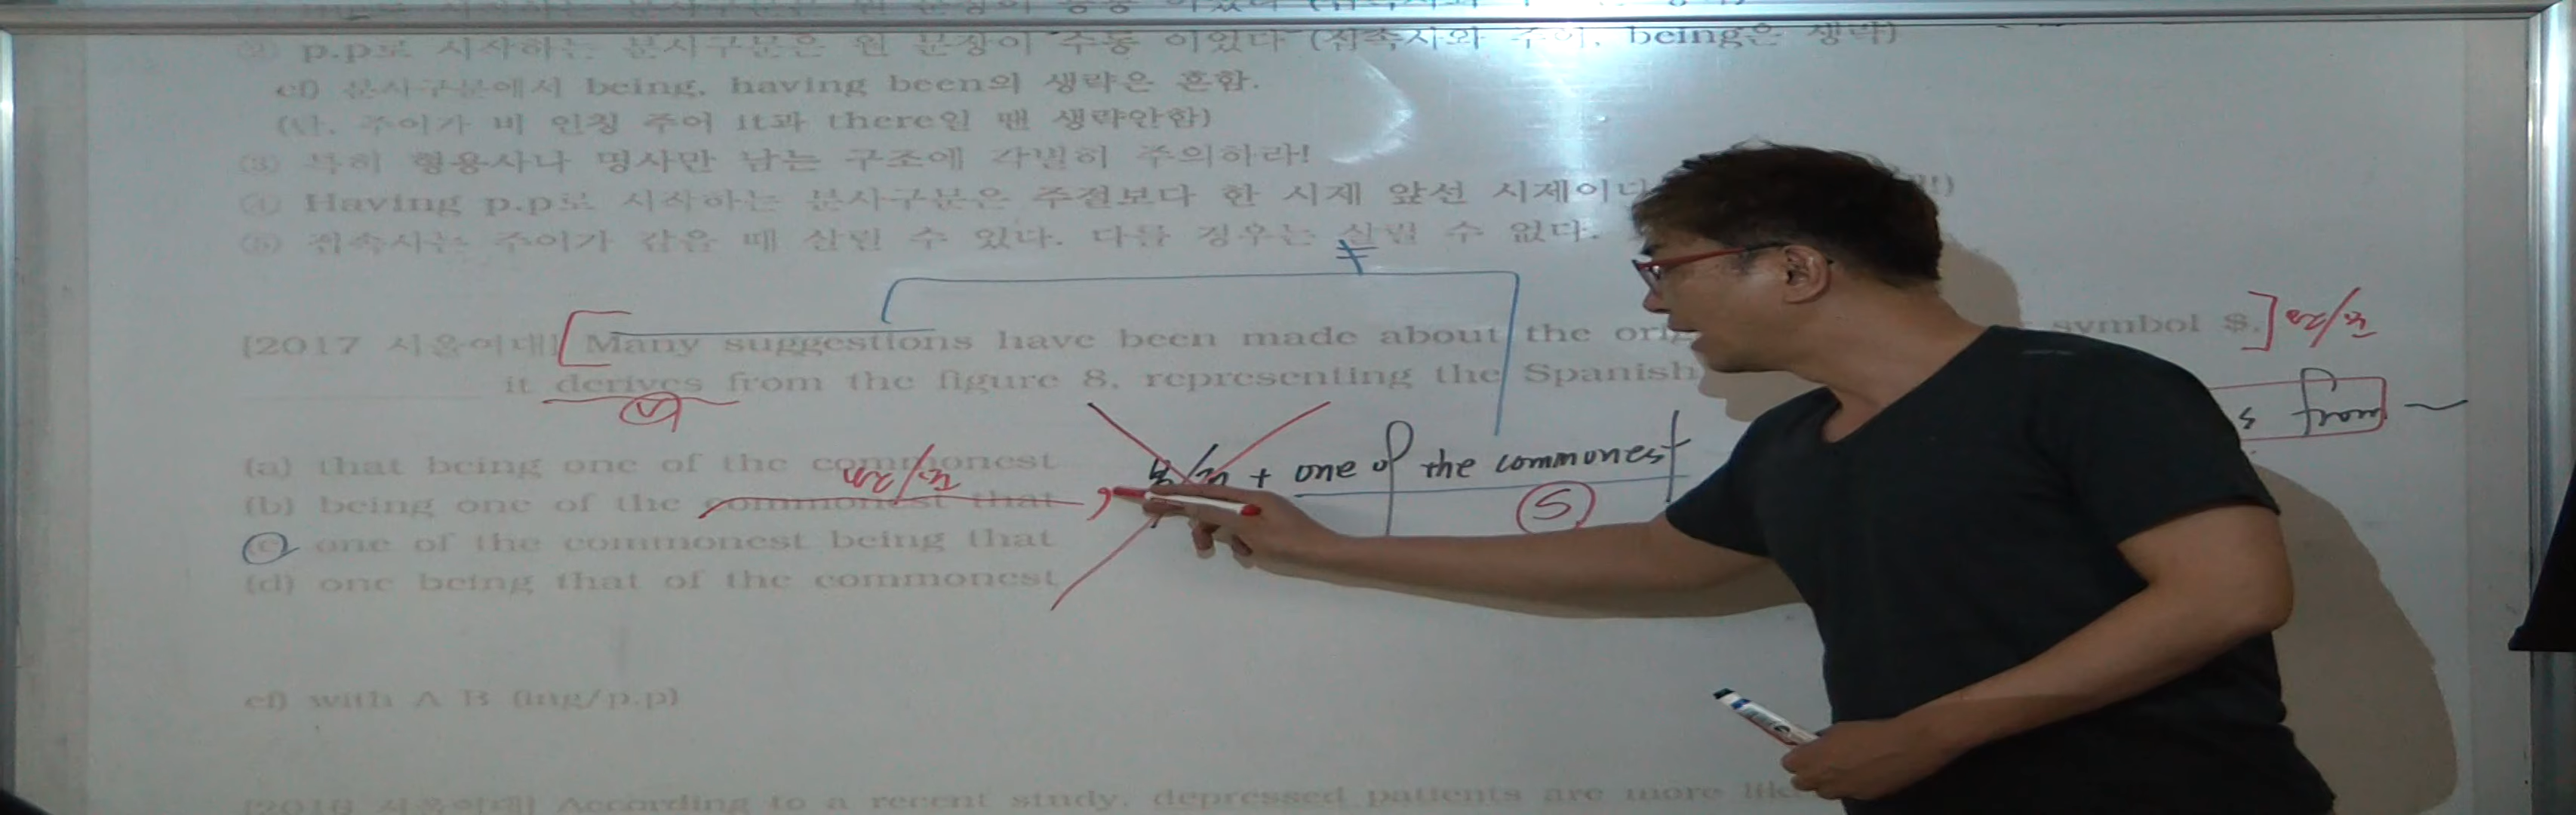 ② p.p로 시작하는 분사구문은 원 문장이 수동 이었다 (접속사와 주어, being은 생략)
cf) 분사구문에서 being, having been의 생략은 흔함.
(단, 주어가 비 인칭 주어 it과 there일 땐 생략안함)
③ 특히 형용사나 명사만 남는 구조에 각별히 주의하라!
④ Having p.p로 시작하는 분사구문은 주절보다 한 시제 앞선 시제이다
⑤ 접속사는 주어가 같을 때 살릴 수 있다. 다를 경우는 살릴 수 없다.
≠
[2017 서울여대] Many suggestions have been made about the symbol $.
it derives from the figure 8, representing the Spanish
V
s from ~
(a) that being one of the commonest
+ one of the commonest
(b) being one of the commonest that ,
S
(c) one of the commonest being that
(d) one being that of the commonest
cf) with A B (ing/p.p)
[2016 서울여대] According to a recent study, depressed patients are more